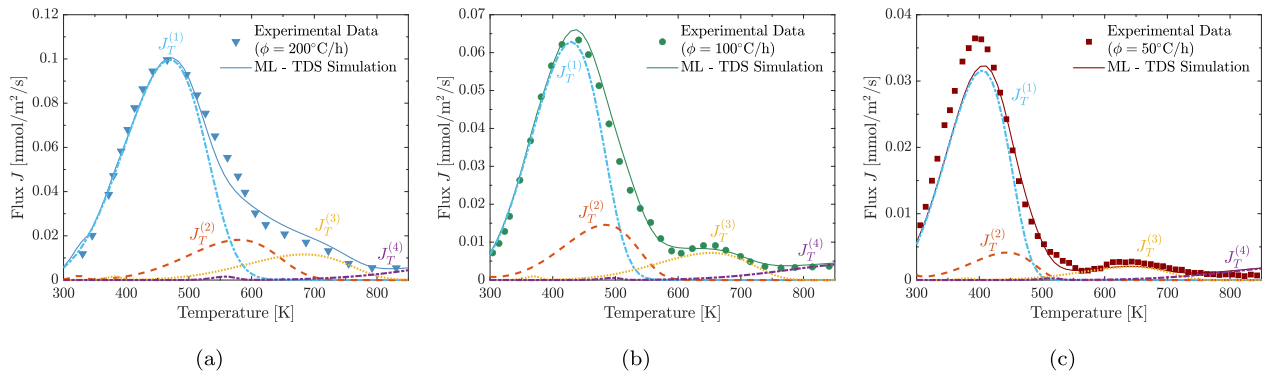 Experimental Data
(ϕ = 200°C/h)
ML - TDS Simulation
J_T^(1)
J_T^(2)
J_T^(3)
J_T^(4)
Flux J [mmol/m²/s]
0.12
0.1
0.08
0.06
0.04
0.02
0
300 400 500 600 700 800
Temperature [K]
(a)
Experimental Data
(ϕ = 100°C/h)
ML - TDS Simulation
J_T^(1)
J_T^(2)
J_T^(3)
J_T^(4)
Flux J [mmol/m²/s]
0.07
0.06
0.05
0.04
0.03
0.02
0.01
0
300 400 500 600 700 800
Temperature [K]
(b)
Experimental Data
(ϕ = 50°C/h)
ML - TDS Simulation
J_T^(1)
J_T^(2)
J_T^(3)
J_T^(4)
Flux J [mmol/m²/s]
0.04
0.03
0.02
0.01
0
300 400 500 600 700 800
Temperature [K]
(c)